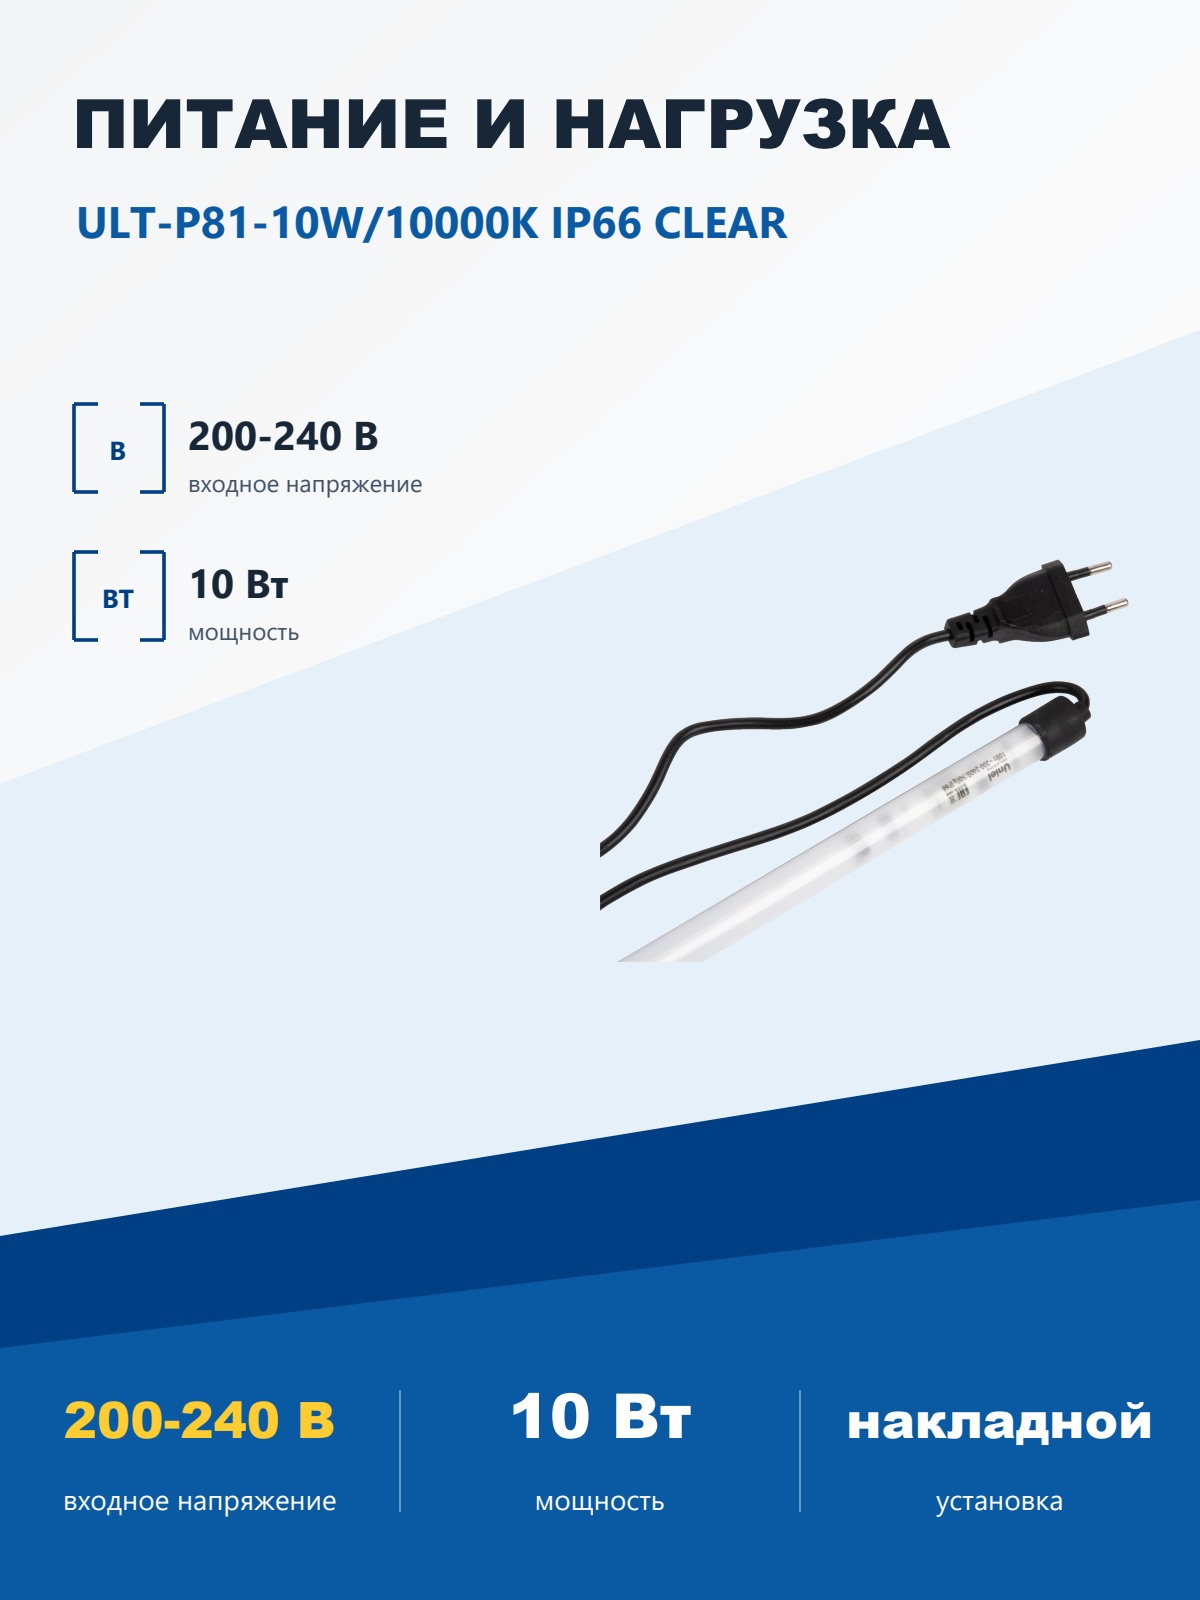 ПИТАНИЕ И НАГРУЗКА
ULT-P81-10W/10000K IP66 CLEAR
В
200-240 В
входное напряжение
ВТ
10 Вт
мощность
Uniel
200-240 В
входное напряжение
10 Вт
мощность
накладной
установка